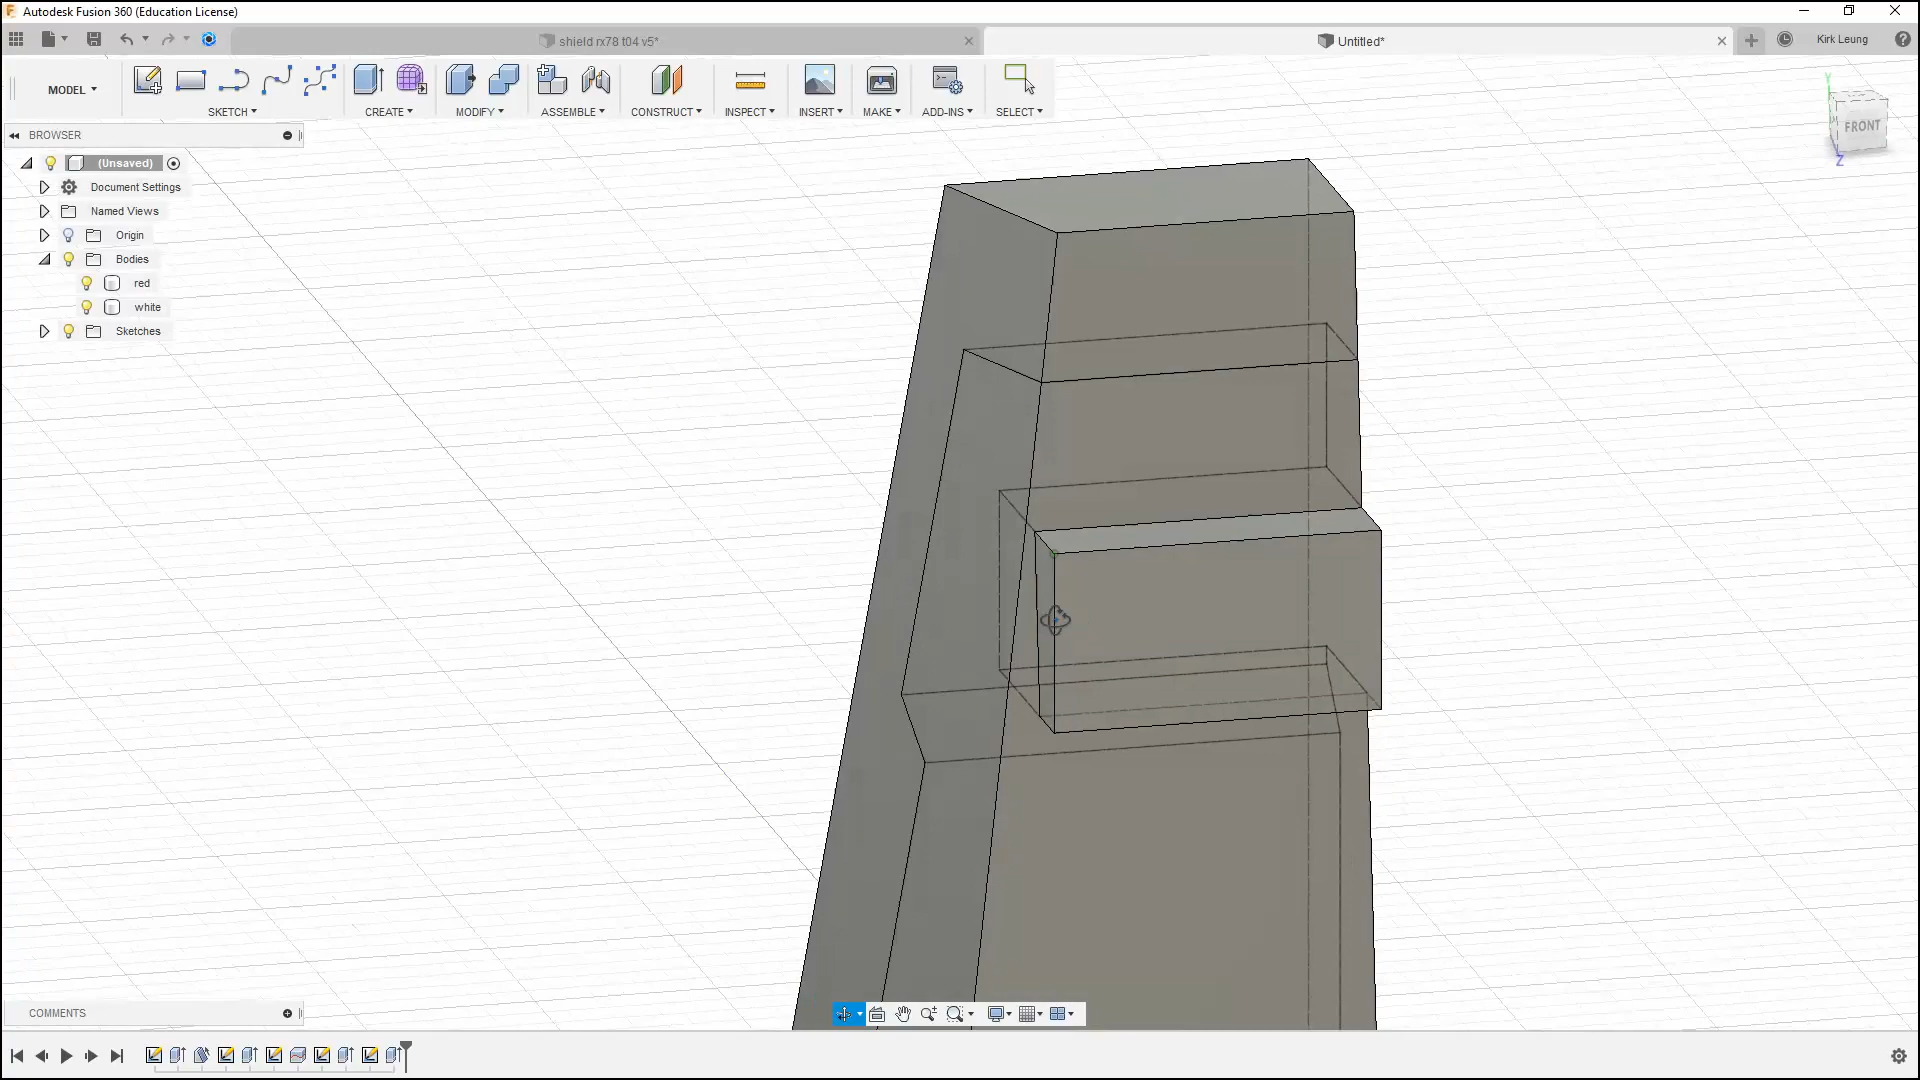 Autodesk Fusion 360 (Education License)
shield rx78 t04 v5*
Untitled*
Kirk Leung
MODEL
SKETCH
CREATE
MODIFY
ASSEMBLE
CONSTRUCT
INSPECT
INSERT
MAKE
ADD-INS
SELECT
BROWSER
(Unsaved)
Document Settings
Named Views
Origin
Bodies
red
white
Sketches
Y
FRONT
Z
COMMENTS